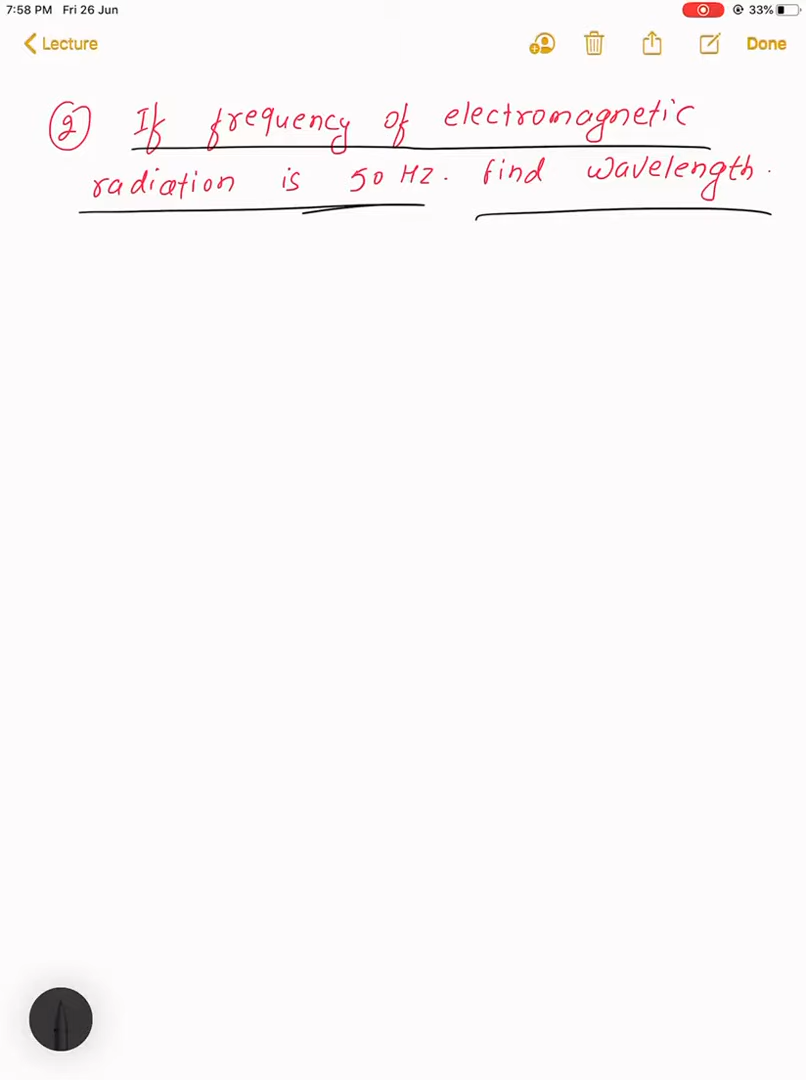 7:58 PM Fri 26 Jun
33%
Lecture
Done
② If frequency of electromagnetic
radiation is 50 HZ. find wavelength.